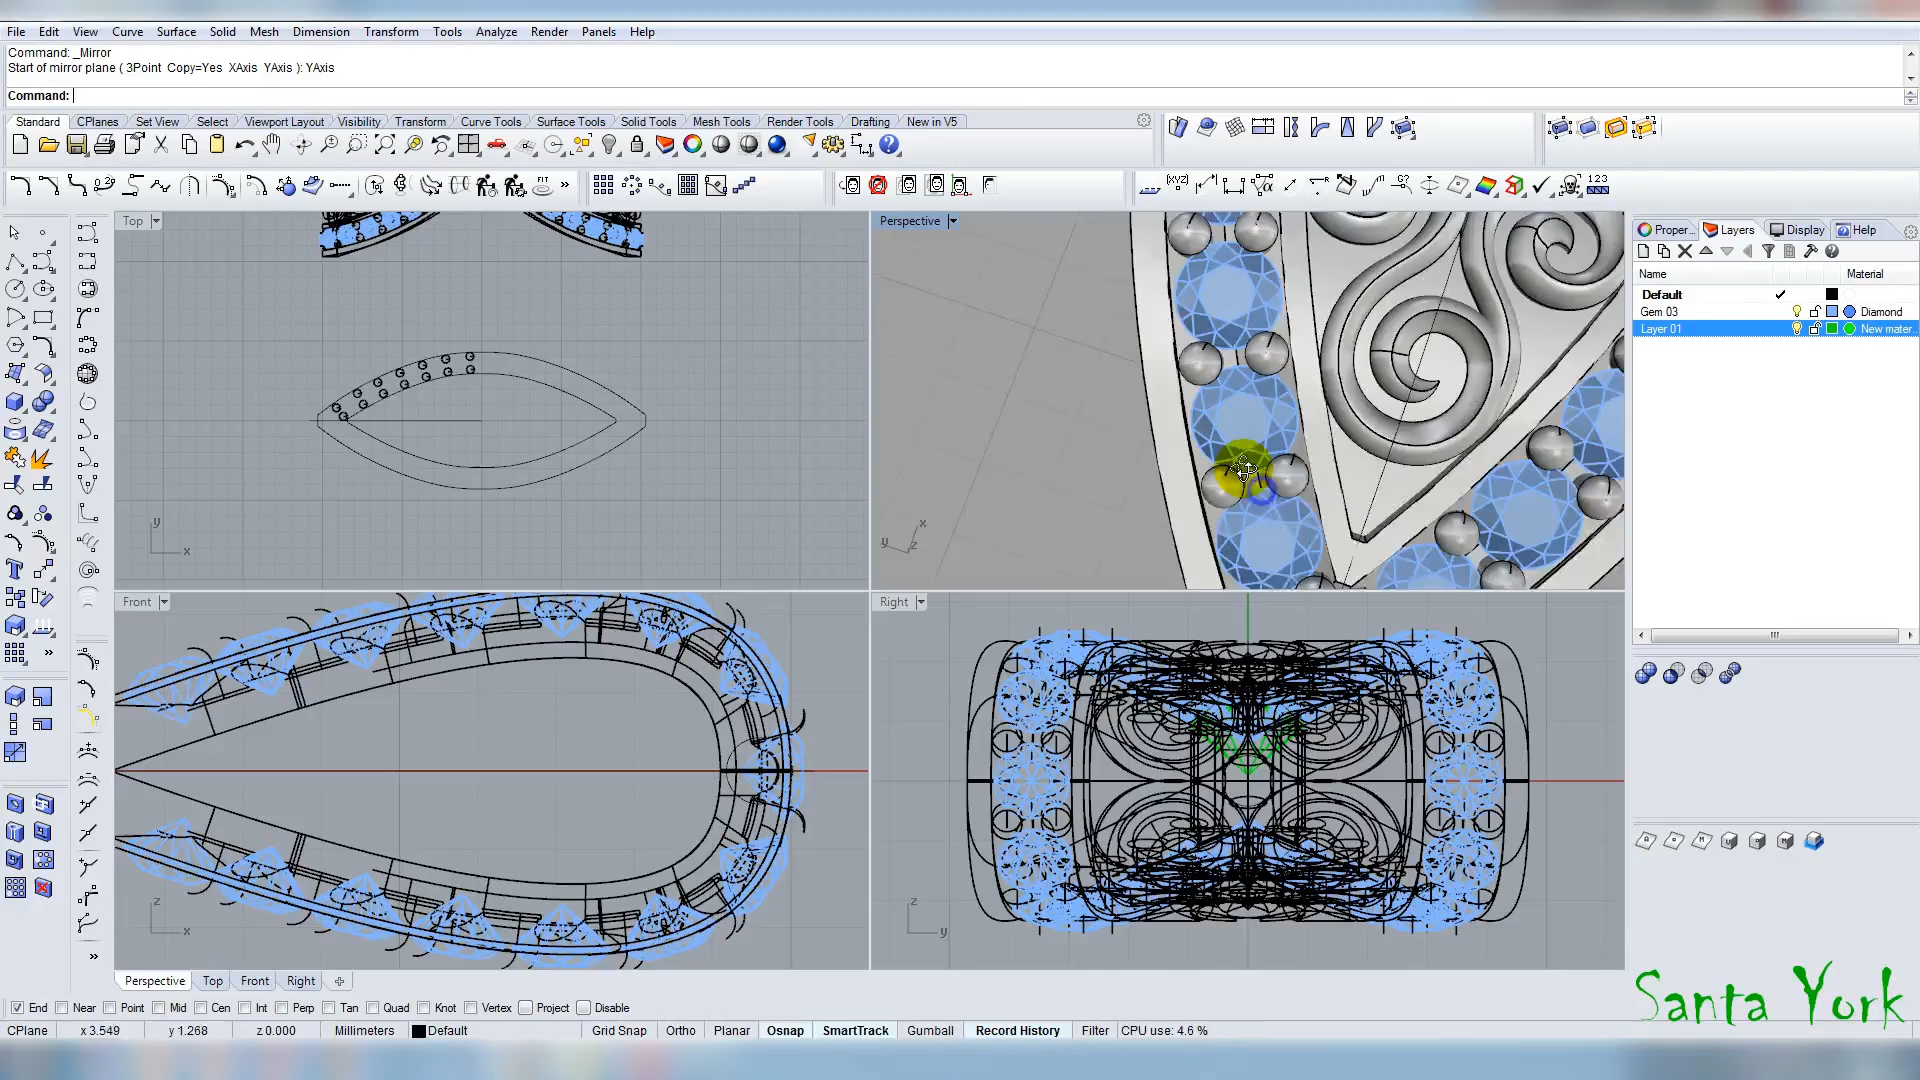 File Edit View Curve Surface Solid Mesh Dimension Transform Tools Analyze Render Panels Help
Command: _Mirror
Start of mirror plane ( 3Point Copy=Yes XAxis YAxis ): YAxis
Command:
Standard CPlanes Set View Select Viewport Layout Visibility Transform Curve Tools Surface Tools Solid Tools Mesh Tools Render Tools Drafting New in V5
Top
Perspective
Proper... Layers Display Help
Name Material
Default
Gem 03 Diamond
Layer 01 New mater...
y
x
x
y
z
Front
Right
z
x
z
y
Perspective Top Front Right
End Near Point Mid Cen Int Perp Tan Quad Knot Vertex Project Disable
CPlane x 3.549 y 1.268 z 0.000 Millimeters Default Grid Snap Ortho Planar Osnap SmartTrack Gumball Record History Filter CPU use: 4.6 %
Santa York